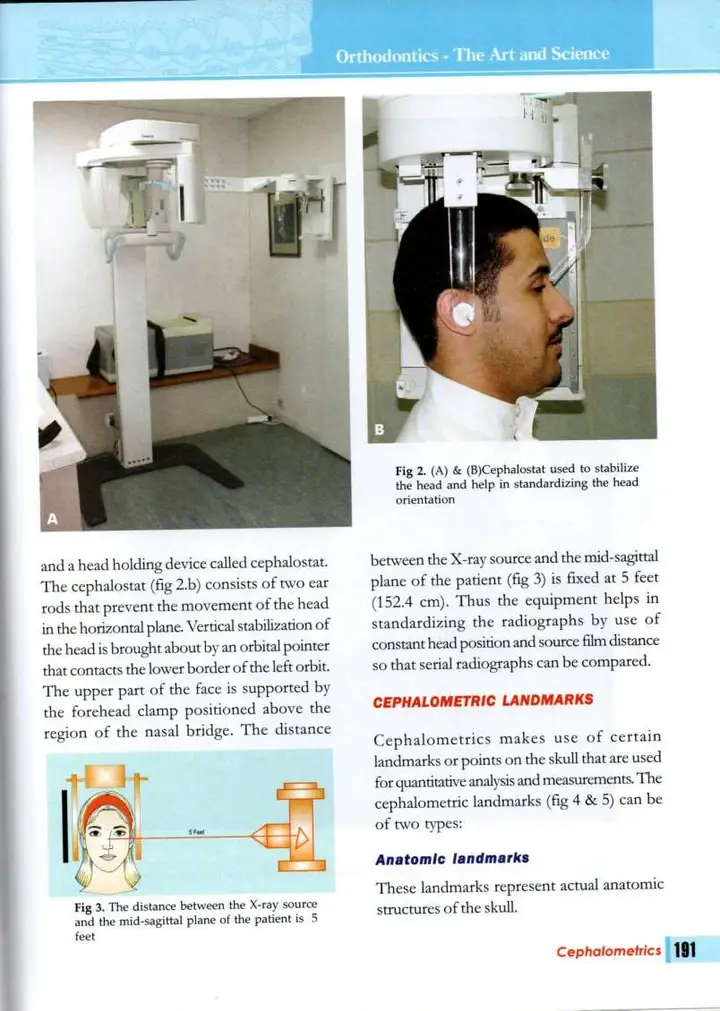 Orthodontics - The Art and Science
A
de
B
Fig 2. (A) & (B)Cephalostat used to stabilize
the head and help in standardizing the head
orientation
and a head holding device called cephalostat.
The cephalostat (fig 2.b) consists of two ear
rods that prevent the movement of the head
in the horizontal plane. Vertical stabilization of
the head is brought about by an orbital pointer
that contacts the lower border of the left orbit.
The upper part of the face is supported by
the forehead clamp positioned above the
region of the nasal bridge. The distance
5 Feet
Fig 3. The distance between the X-ray source
and the mid-sagittal plane of the patient is 5
feet
between the X-ray source and the mid-sagittal
plane of the patient (fig 3) is fixed at 5 feet
(152.4 cm). Thus the equipment helps in
standardizing the radiographs by use of
constant head position and source film distance
so that serial radiographs can be compared.
CEPHALOMETRIC LANDMARKS
Cephalometrics makes use of certain
landmarks or points on the skull that are used
for quantitative analysis and measurements. The
cephalometric landmarks (fig 4 & 5) can be
of two types:
Anatomic landmarks
These landmarks represent actual anatomic
structures of the skull.
Cephalometrics 191